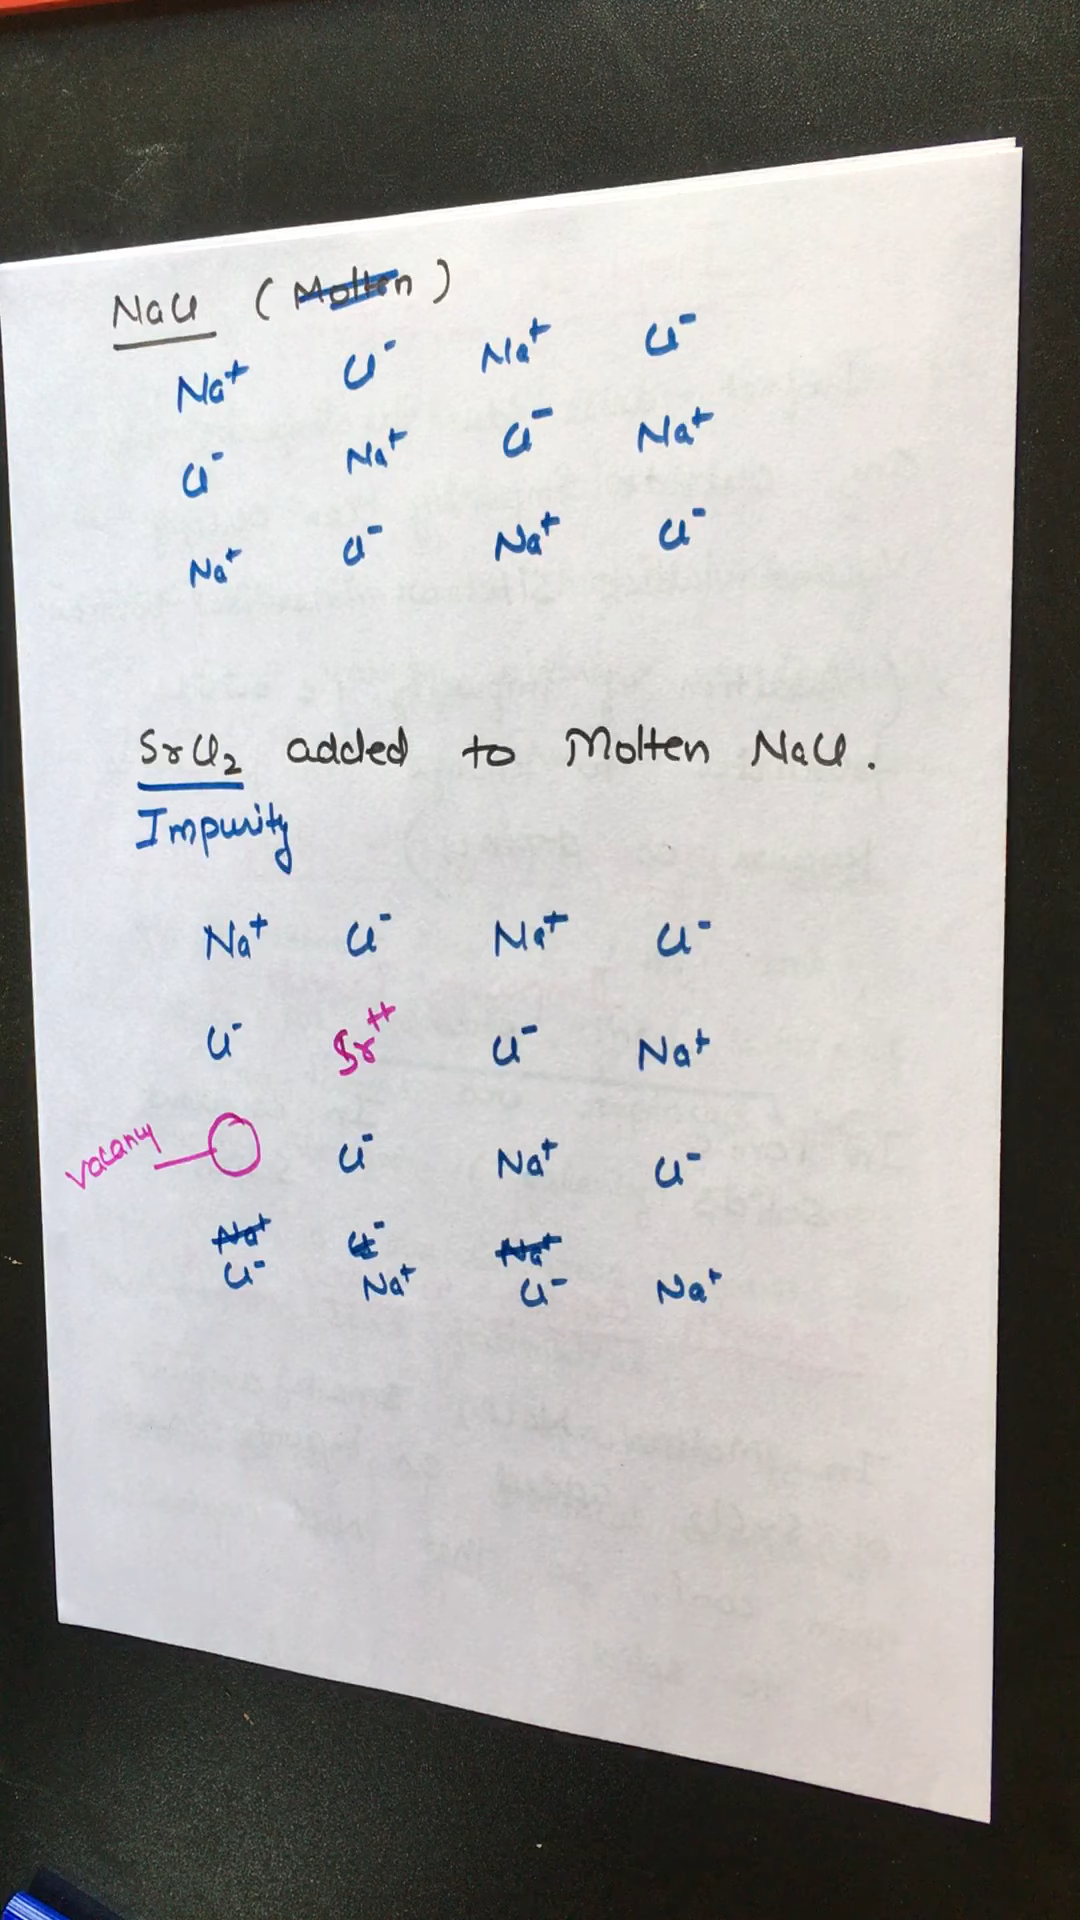 NaCl (Molten)
Na⁺ Cl⁻ Na⁺ Cl⁻
Cl⁻ Na⁺ Cl⁻ Na⁺
Na⁺ Cl⁻ Na⁺ Cl⁻
SrCl₂ added to Molten NaCl.
Impurity
Na⁺ Cl⁻ Na⁺ Cl⁻
Cl⁻ Sr⁺⁺ Cl⁻ Na⁺
vacany Cl⁻ Na⁺ Cl⁻
Na⁺ Cl⁻ Na⁺
Cl⁻ Na⁺ Cl⁻ Na⁺